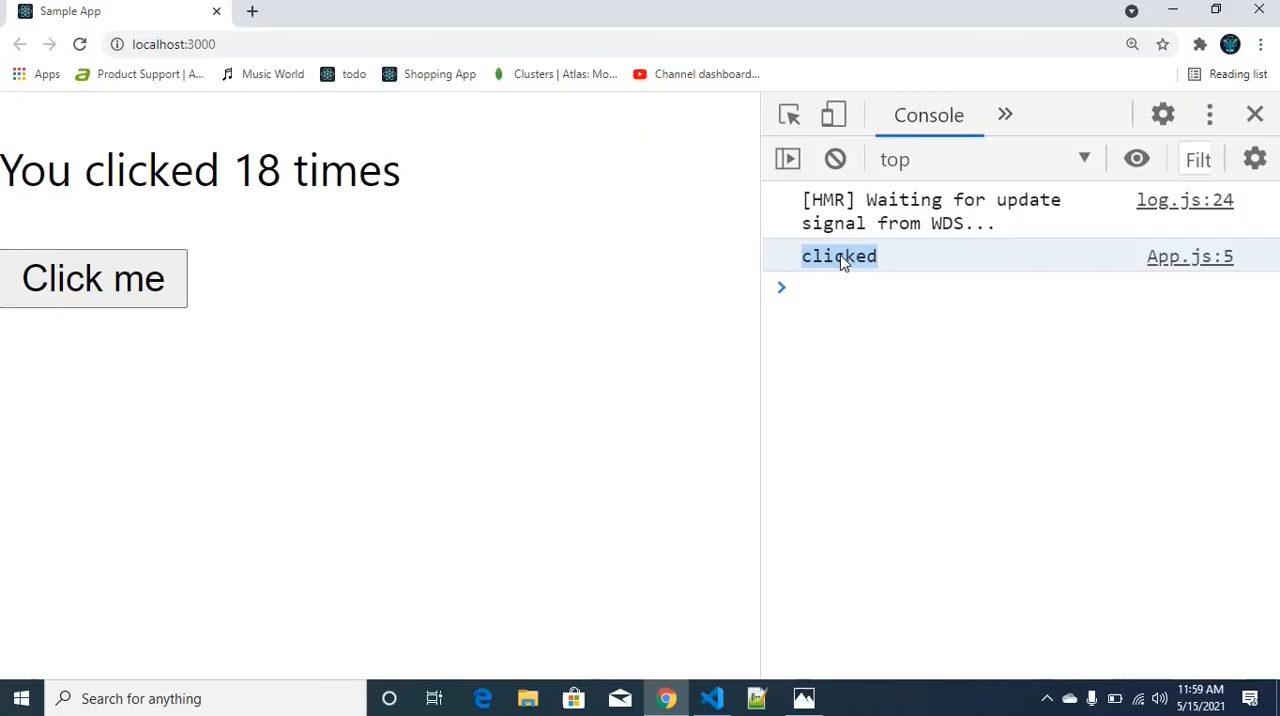 Sample App
localhost:3000
Apps
Product Support | A...
Music World
todo
Shopping App
Clusters | Atlas: Mo...
Channel dashboard...
Reading list
You clicked 18 times
Click me
Console
top
Filt
[HMR] Waiting for update
signal from WDS...
log.js:24
clicked
App.js:5
Search for anything
11:59 AM
5/15/2021